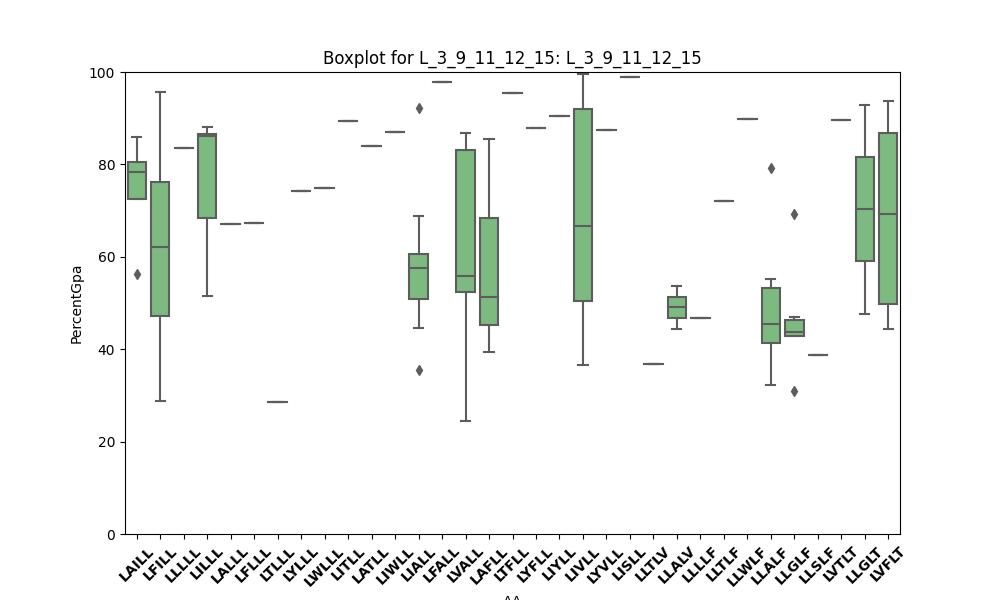 Boxplot for L_3_9_11_12_15: L_3_9_11_12_15
100
80
60
40
20
0
PercentGpa
LAILL
LFILL
LLLLL
LILLL
LALLL
LFLLL
LTLLL
LYLLL
LWLLL
LITLL
LATLL
LIWLL
LIALL
LFALL
LVALL
LAFLL
LTFLL
LYFLL
LIYLL
LIVLL
LYVLL
LISLL
LLTLV
LLALV
LLLLF
LLTLF
LLWLF
LLALF
LLGLF
LLSLF
LVTLT
LLGLT
LVFLT